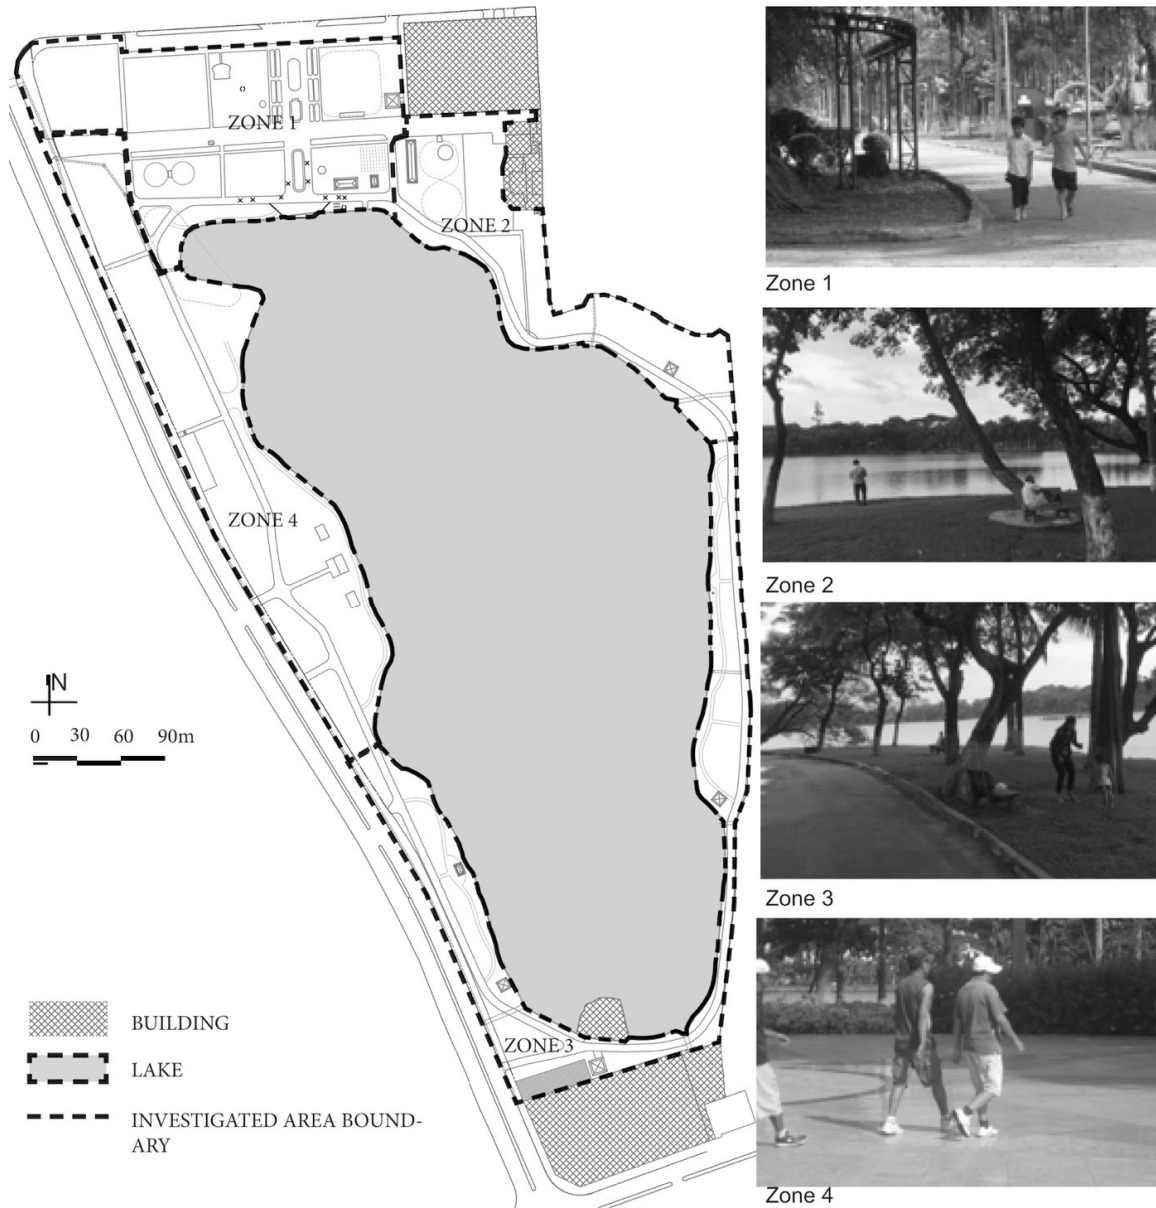 ZONE 1
ZONE 2
ZONE 4
N
0 30 60 90m
ZONE 3
BUILDING
LAKE
INVESTIGATED AREA BOUND-
ARY
Zone 1
Zone 2
Zone 3
Zone 4